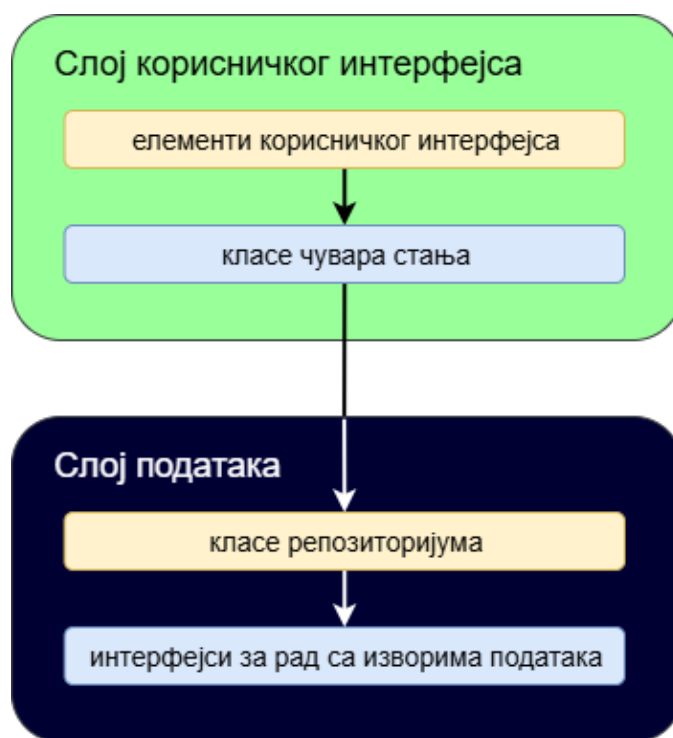 Слој корисничког интерфејса
елементи корисничког интерфејса
класе чувара стања
Слој података
класе репозиторијума
интерфејси за рад са изворима података